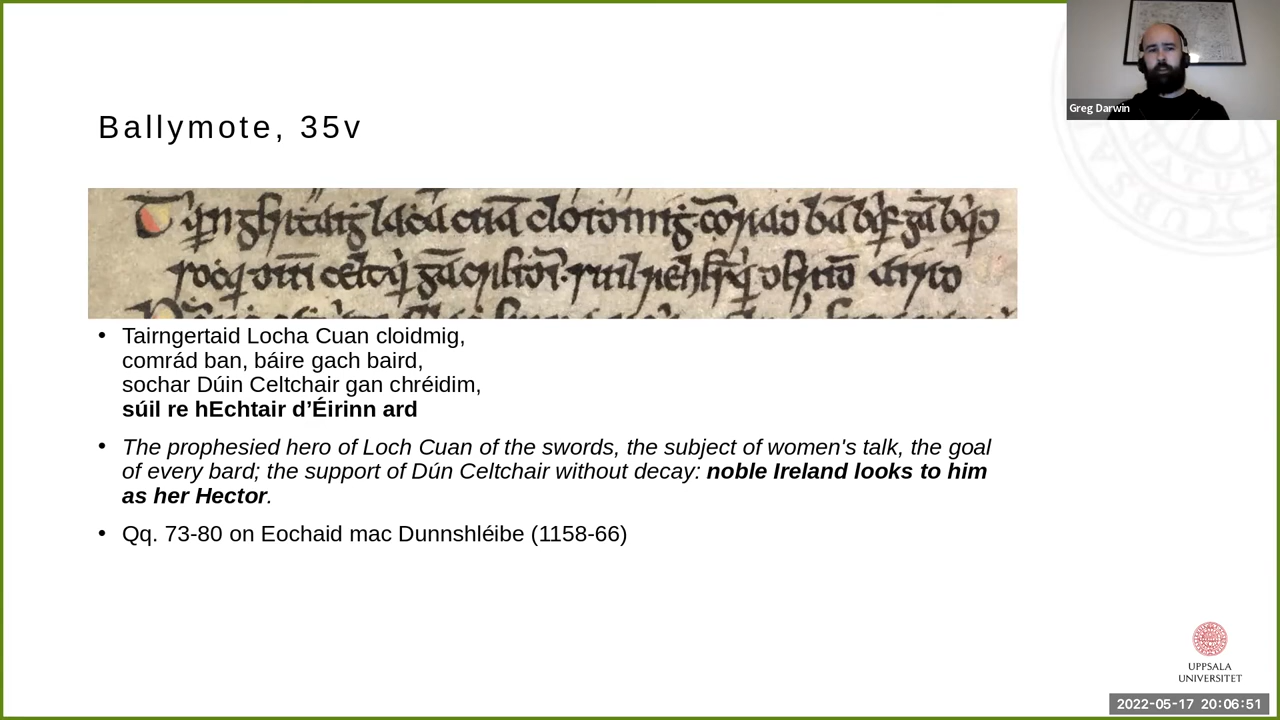 Ballymote, 35v
Greg Darwin
• Tairngertaid Locha Cuan cloidmig,
comrád ban, báire gach baird,
sochar Dúin Celtchair gan chréidim,
súil re hEchtair d’Éirinn ard
• The prophesied hero of Loch Cuan of the swords, the subject of women's talk, the goal
of every bard; the support of Dún Celtchair without decay: noble Ireland looks to him
as her Hector.
• Qq. 73-80 on Eochaid mac Dunnshléibe (1158-66)
UPPSALA
UNIVERSITET
2022-05-17 20:06:51